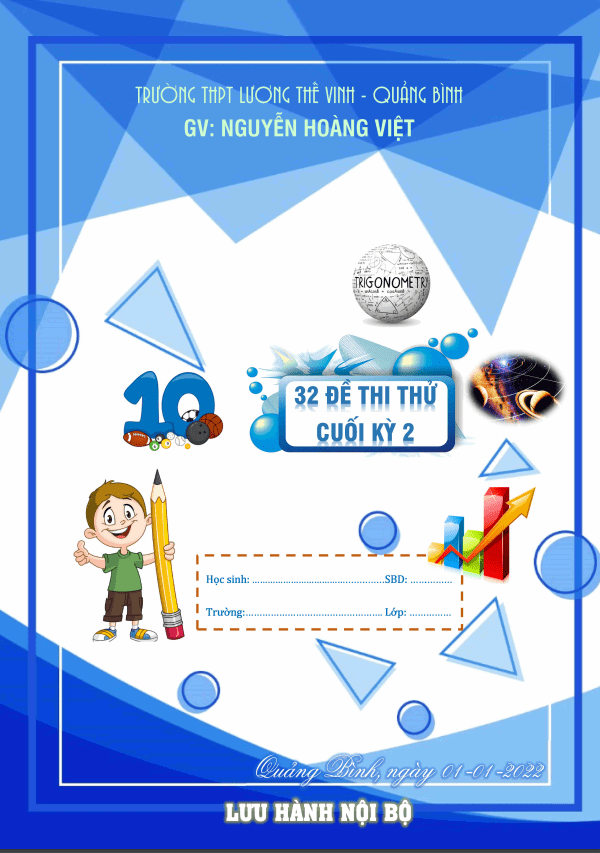 TRƯỜNG THPT LƯƠNG THẾ VINH - QUẢNG BÌNH
GV: NGUYỄN HOÀNG VIỆT
TRIGONOMETRY
10
32 ĐỀ THI THỬ
CUỐI KỲ 2
Học sinh: ................................................SBD: ...............
Trường:................................................ Lớp: ...............
Quảng Bình, ngày 01-01-2022
LƯU HÀNH NỘI BỘ